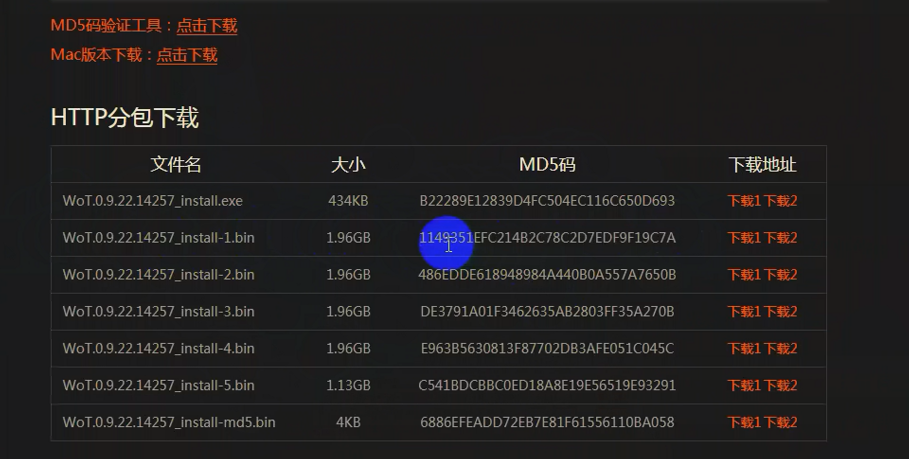 MD5码验证工具：点击下载
Mac版本下载：点击下载
HTTP分包下载
文件名 大小 MD5码 下载地址
WoT.0.9.22.14257_install.exe 434KB B22289E12839D4FC504EC116C650D693 下载1 下载2
WoT.0.9.22.14257_install-1.bin 1.96GB 1149351EFC214B2C78C2D7EDF9F19C7A 下载1 下载2
WoT.0.9.22.14257_install-2.bin 1.96GB 486EDDE618948984A440B0A557A7650B 下载1 下载2
WoT.0.9.22.14257_install-3.bin 1.96GB DE3791A01F3462635AB2803FF35A270B 下载1 下载2
WoT.0.9.22.14257_install-4.bin 1.96GB E963B5630813F87702DB3AFE051C045C 下载1 下载2
WoT.0.9.22.14257_install-5.bin 1.13GB C541BDCBBC0ED18A8E19E56519E93291 下载1 下载2
WoT.0.9.22.14257_install-md5.bin 4KB 6886EFEADD72EB7E81F61556110BA058 下载1 下载2